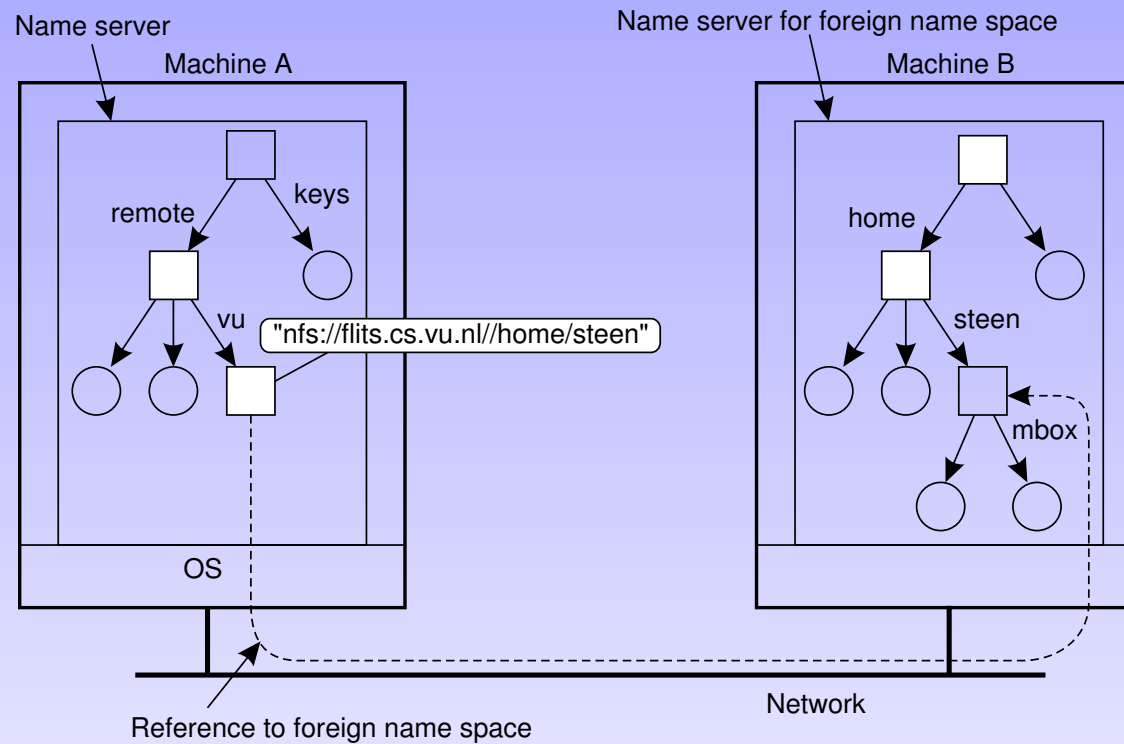 Name server
Name server for foreign name space
Machine A
Machine B
keys
remote
home
vu
steen
"nfs://flits.cs.vu.nl//home/steen"
mbox
OS
Network
Reference to foreign name space